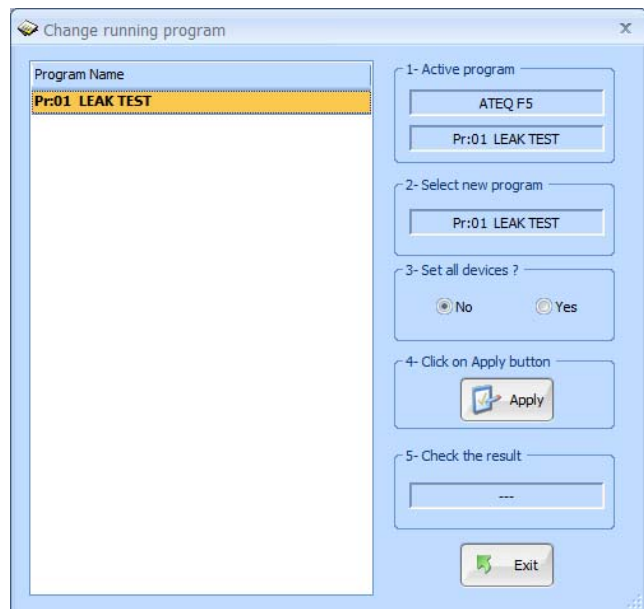 Change running program
x
Program Name
Pr:01 LEAK TEST
1- Active program
ATEQ F5
Pr:01 LEAK TEST
2- Select new program
Pr:01 LEAK TEST
3- Set all devices ?
No
Yes
4- Click on Apply button
Apply
5- Check the result
---
Exit